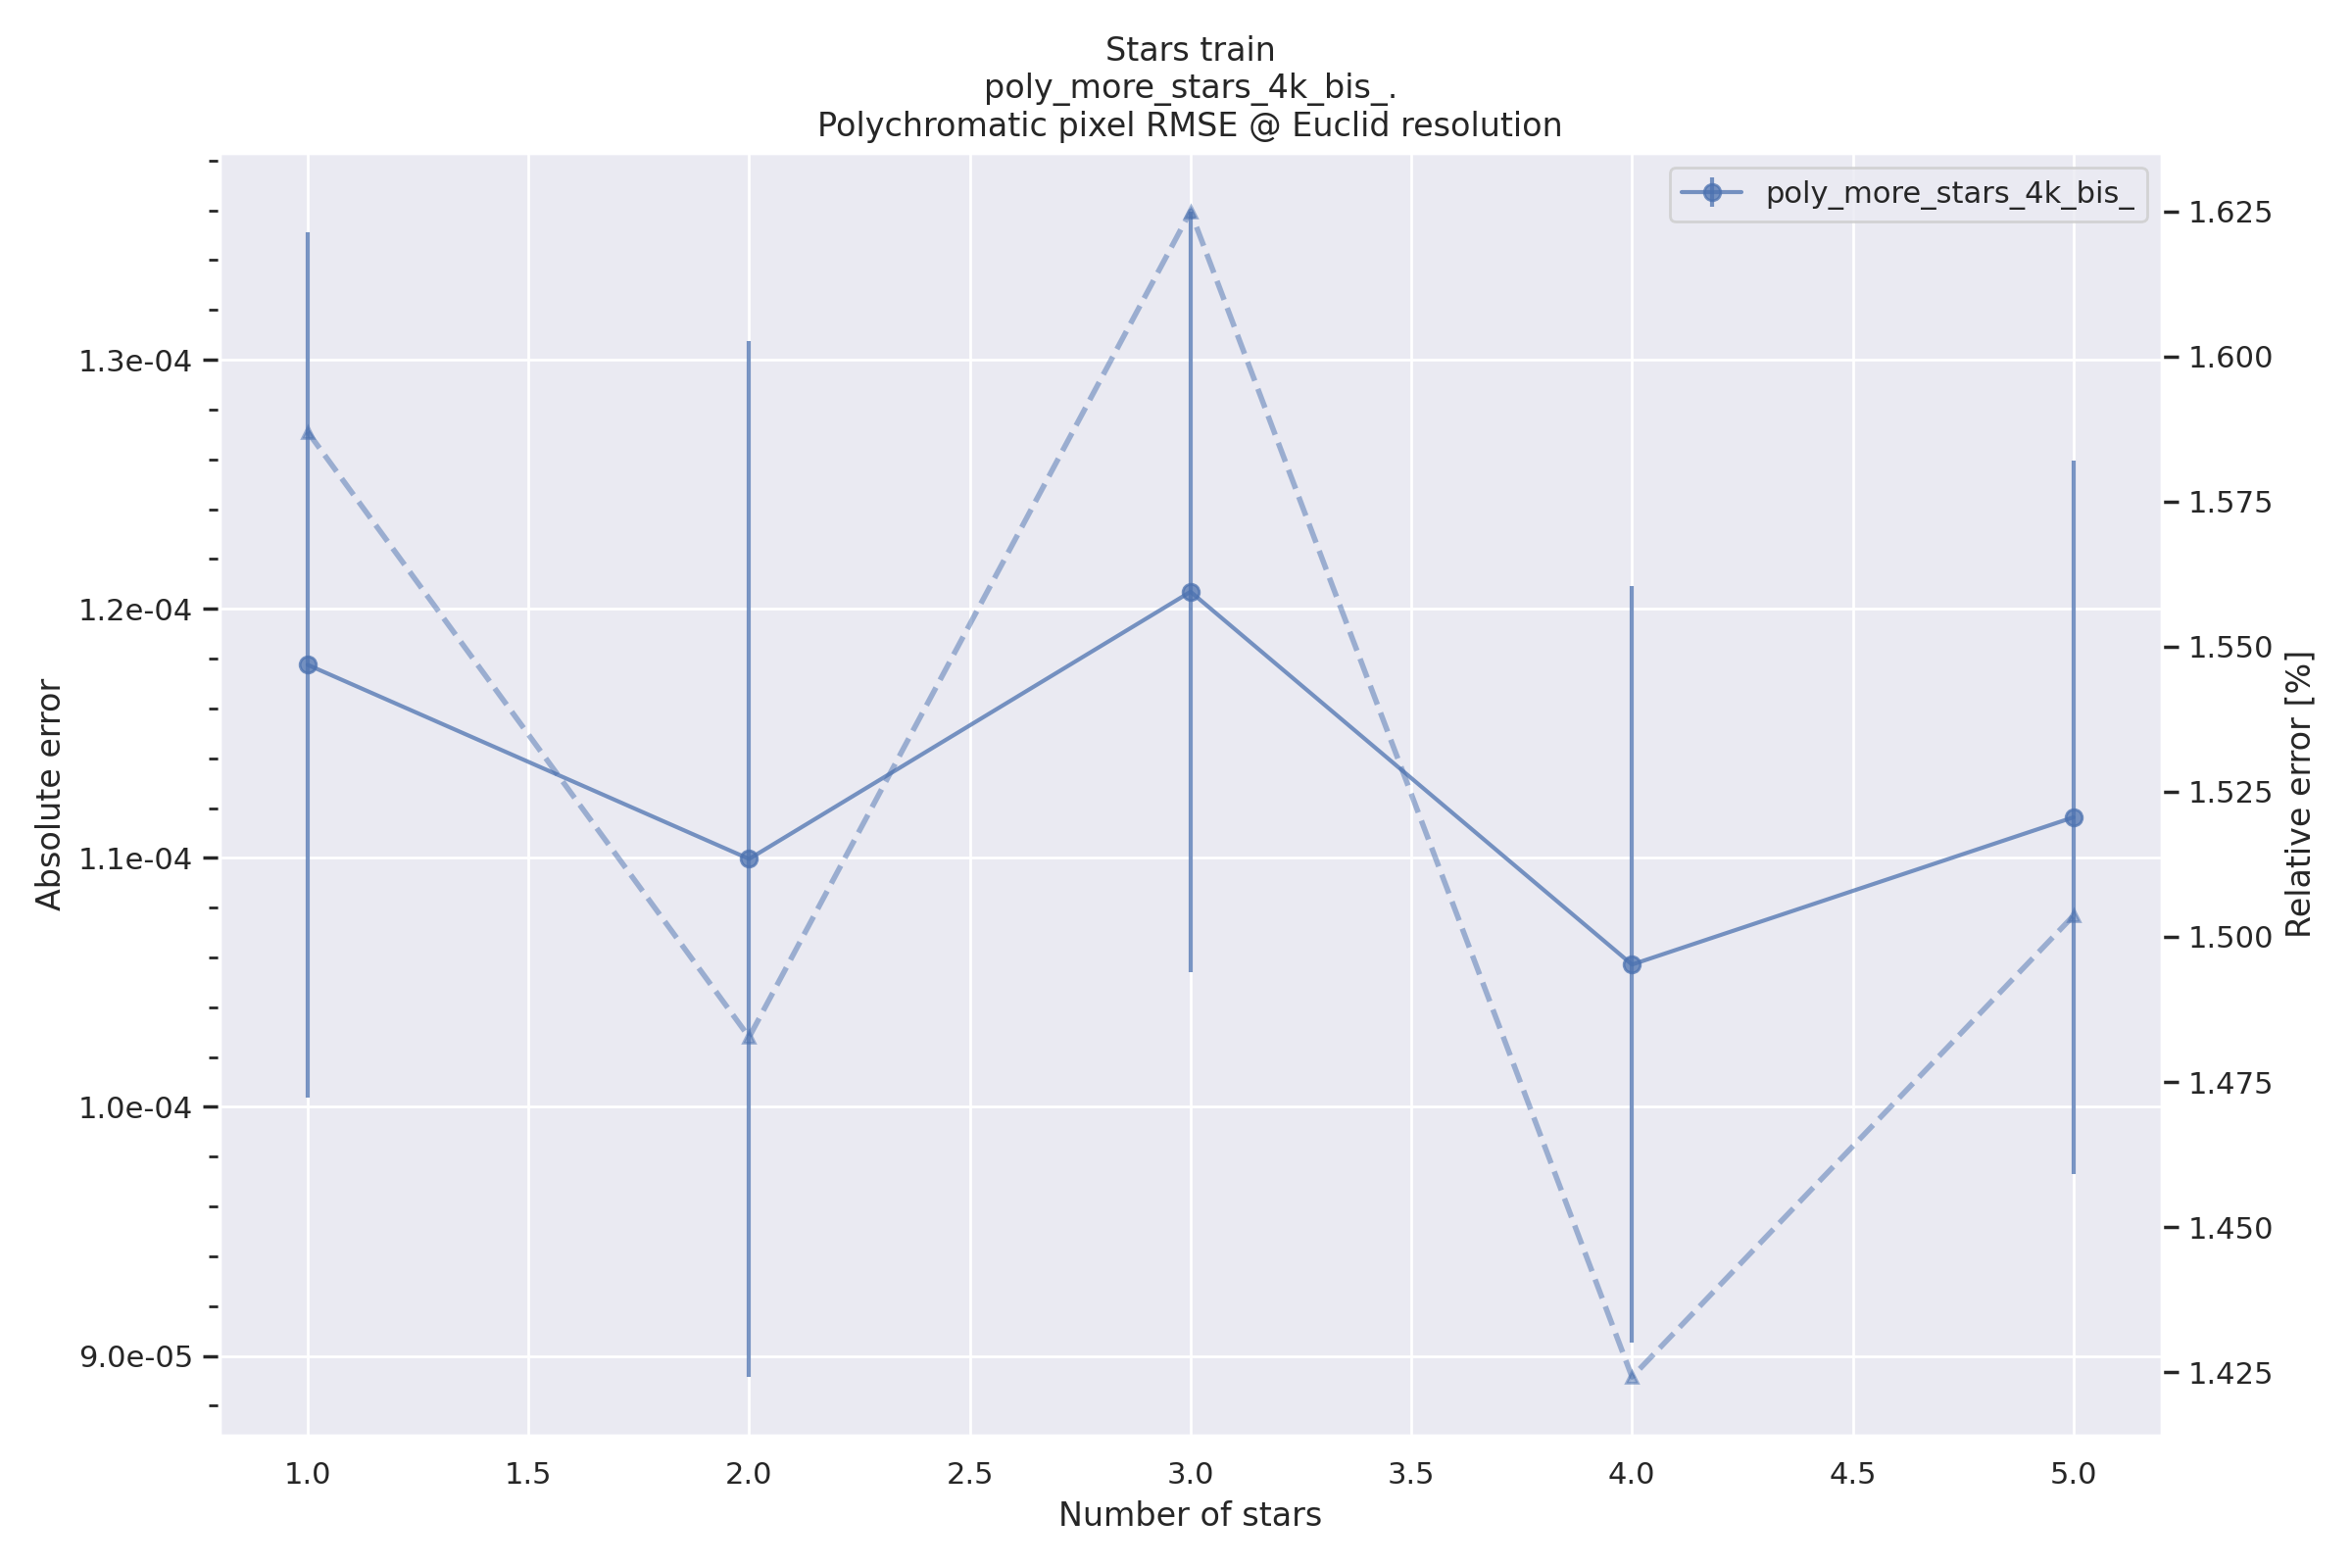 Stars train
poly_more_stars_4k_bis_.
Polychromatic pixel RMSE @ Euclid resolution
poly_more_stars_4k_bis_
Absolute error
1.3e-04
1.2e-04
1.1e-04
1.0e-04
9.0e-05
1.625
1.600
1.575
1.550
1.525
1.500
1.475
1.450
1.425
Relative error [%]
1.0 1.5 2.0 2.5 3.0 3.5 4.0 4.5 5.0
Number of stars